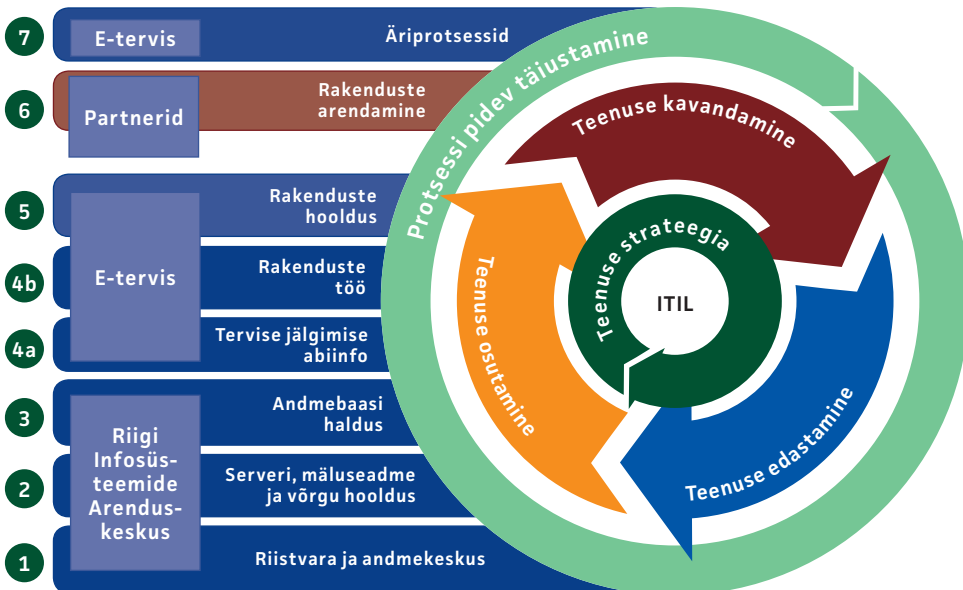 7
E-tervis
Äriprotsessid
6
Partnerid
Rakenduste
arendamine
5
Rakenduste
hooldus
E-tervis
4b
Rakenduste
töö
4a
Tervise jälgimise
abiinfo
3
Andmebaasi
haldus
Riigi
Infosüs-
teemide
Arendus-
keskus
2
Serveri, mäluseadme
ja võrgu hooldus
1
Riistvara ja andmekeskus
Protsessi pidev täiustamine
Teenuse kavandamine
Teenuse edastamine
Teenuse osutamine
Teenuse strateegia
ITIL